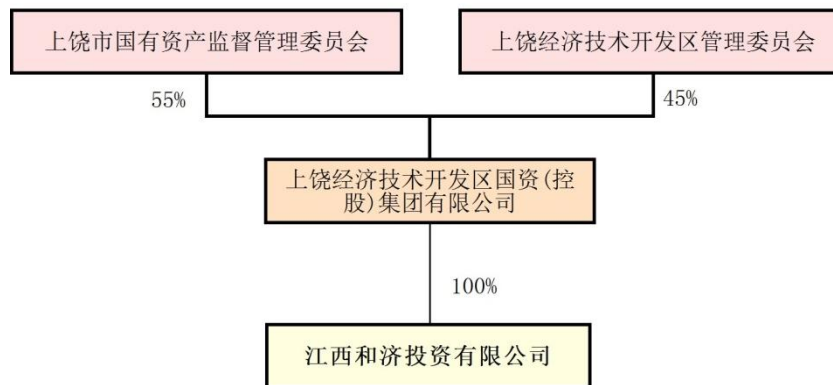 上饶市国有资产监督管理委员会
上饶经济技术开发区管理委员会
55%
45%
上饶经济技术开发区国资(控
股)集团有限公司
100%
江西和济投资有限公司